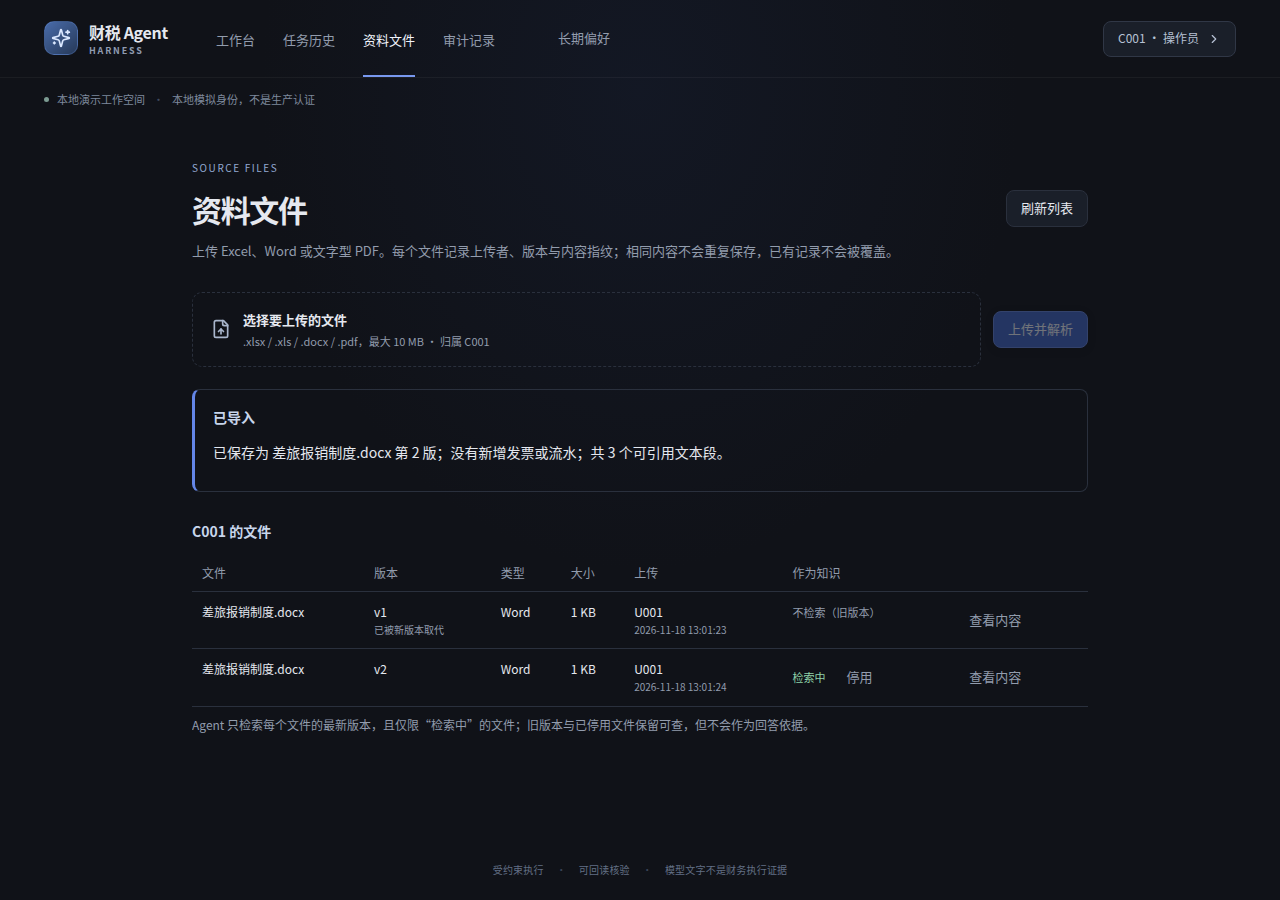 财税 Agent
HARNESS
工作台
任务历史
资料文件
审计记录
长期偏好
C001 · 操作员
本地演示工作空间 · 本地模拟身份，不是生产认证
SOURCE FILES
资料文件
刷新列表
上传 Excel、Word 或文字型 PDF。每个文件记录上传者、版本与内容指纹；相同内容不会重复保存，已有记录不会被覆盖。
选择要上传的文件
.xlsx / .xls / .docx / .pdf，最大 10 MB · 归属 C001
上传并解析
已导入
已保存为 差旅报销制度.docx 第 2 版；没有新增发票或流水；共 3 个可引用文本段。
C001 的文件
文件 版本 类型 大小 上传 作为知识
差旅报销制度.docx v1 Word 1 KB U001 不检索（旧版本） 查看内容
已被新版本取代 2026-11-18 13:01:23
差旅报销制度.docx v2 Word 1 KB U001 检索中 停用 查看内容
2026-11-18 13:01:24
Agent 只检索每个文件的最新版本，且仅限“检索中”的文件；旧版本与已停用文件保留可查，但不会作为回答依据。
受约束执行 · 可回读核验 · 模型文字不是财务执行证据